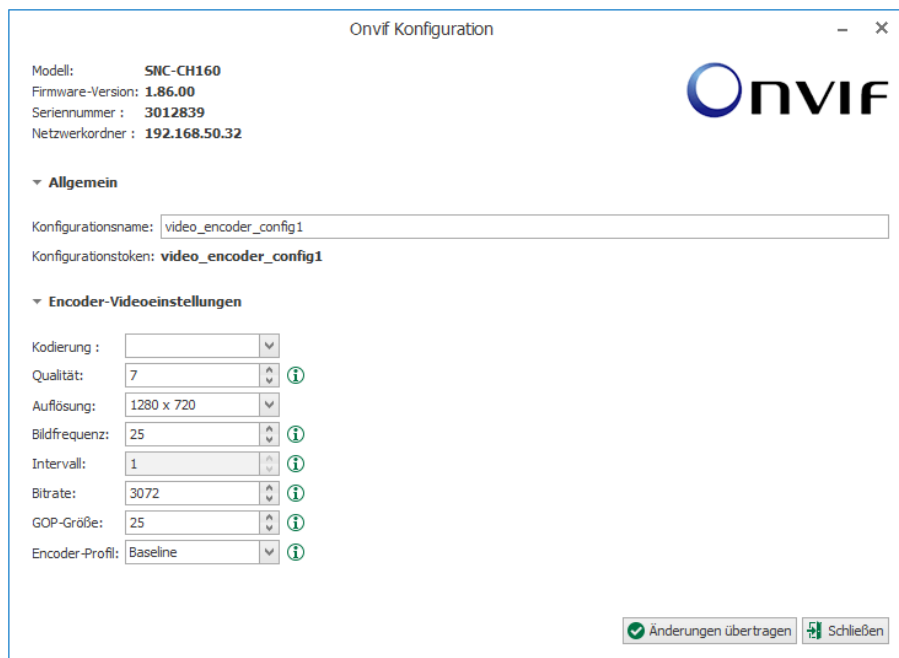 Onvif Konfiguration
Modell: SNC-CH160
Firmware-Version: 1.86.00
Seriennummer : 3012839
Netzwerkordner : 192.168.50.32
ONVIF
Allgemein
Konfigurationsname: video_encoder_config1
Konfigurationstoken: video_encoder_config1
Encoder-Videoeinstellungen
Kodierung :
Qualität: 7
Auflösung: 1280 x 720
Bildfrequenz: 25
Intervall: 1
Bitrate: 3072
GOP-Größe: 25
Encoder-Profil: Baseline
Änderungen übertragen Schließen